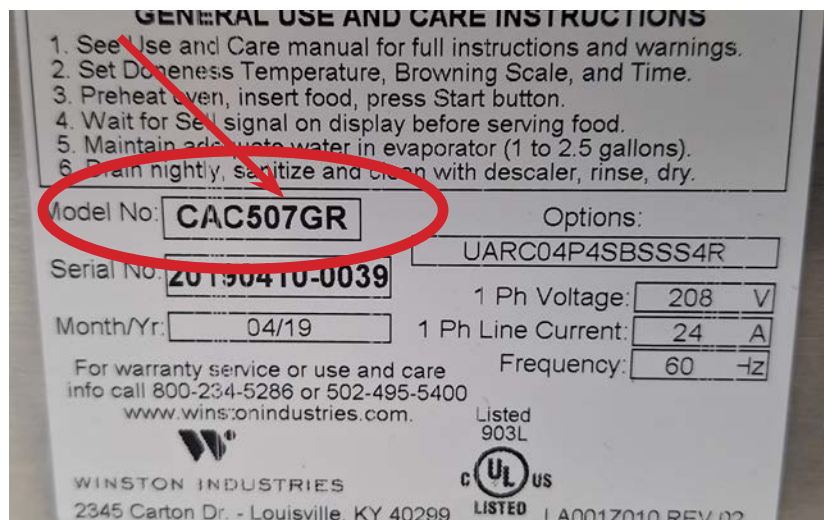 GENERAL USE AND CARE INSTRUCTIONS
1. See Use and Care manual for full instructions and warnings.
2. Set Doneness Temperature, Browning Scale, and Time.
3. Preheat oven, insert food, press Start button.
4. Wait for Sell signal on display before serving food.
5. Maintain adequate water in evaporator (1 to 2.5 gallons).
6. Drain nightly, sanitize and clean with descaler, rinse, dry.
Model No: CAC507GR
Options:
UARC04P4SBSSS4R
Serial No. 20190410-0039
1 Ph Voltage: 208 V
Month/Yr: 04/19
1 Ph Line Current: 24 A
Frequency: 60 Hz
For warranty service or use and care
info call 800-234-5286 or 502-495-5400
www.winstonindustries.com.
Listed
903L
W
C UL US
LISTED
WINSTON INDUSTRIES
2345 Carton Dr. - Louisville, KY 40299
LA0017010 REV 02